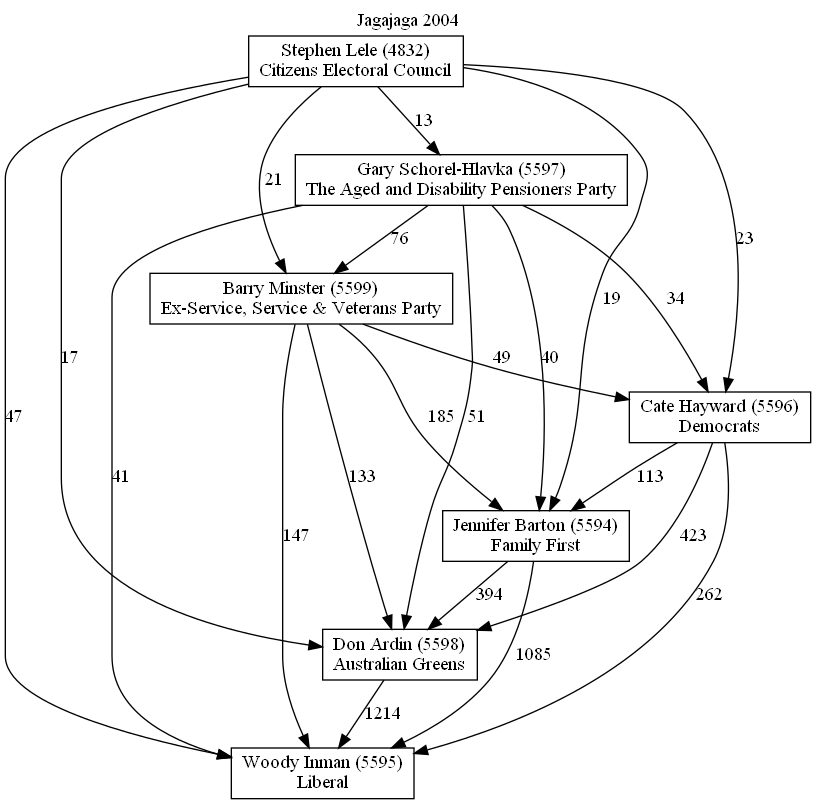 Jagajaga 2004
Stephen Lele (4832)
Citizens Electoral Council
13
Gary Schorel-Hlavka (5597)
The Aged and Disability Pensioners Party
21
76
23
Barry Minster (5599)
Ex-Service, Service & Veterans Party
19
34
17
49
40
Cate Hayward (5596)
Democrats
47
185
51
41
133
113
Jennifer Barton (5594)
Family First
147
423
394
262
Don Ardin (5598)
Australian Greens
1085
1214
Woody Inman (5595)
Liberal